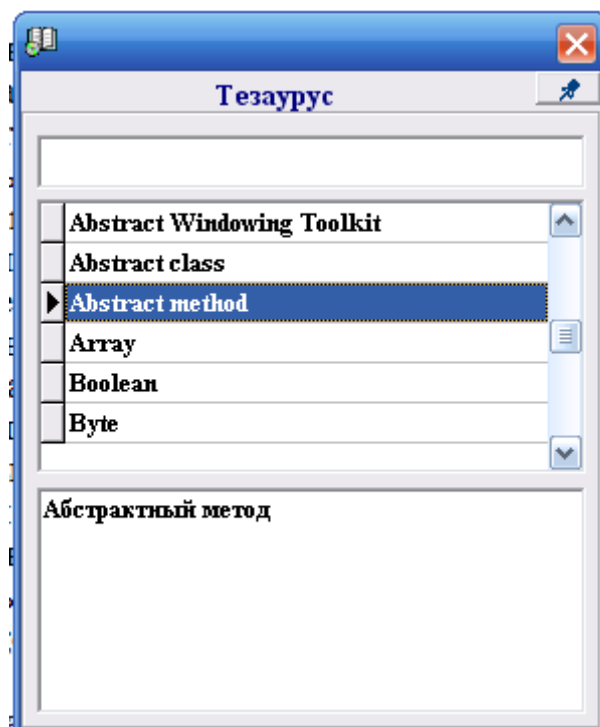 Тезаурус
Abstract Windowing Toolkit
Abstract class
Abstract method
Array
Boolean
Byte
Абстрактный метод